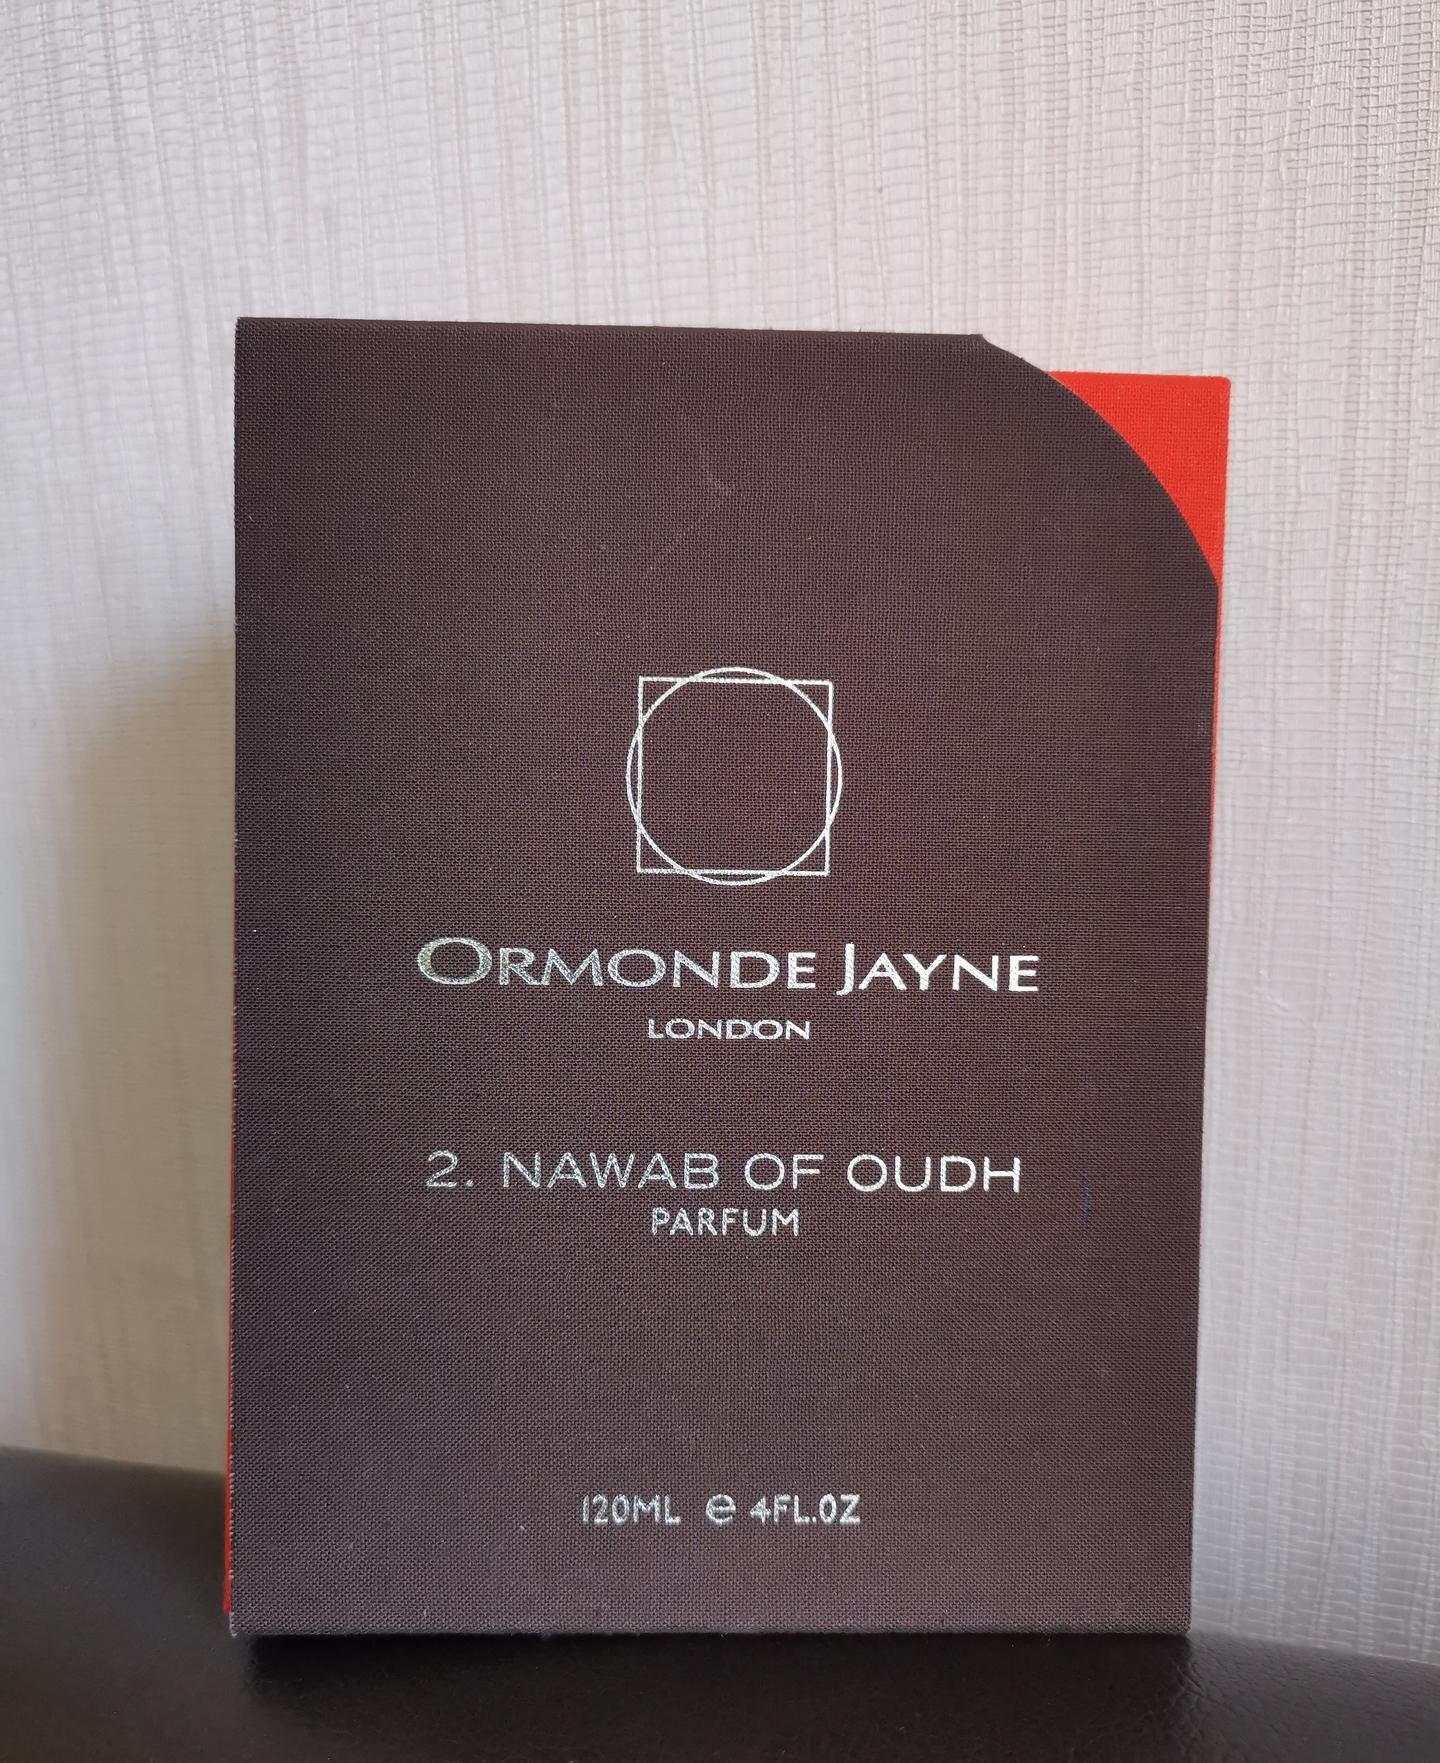 ORMONDE JAYNE
LONDON
2. NAWAB OF OUDH
PARFUM
120ML e 4FL.OZ